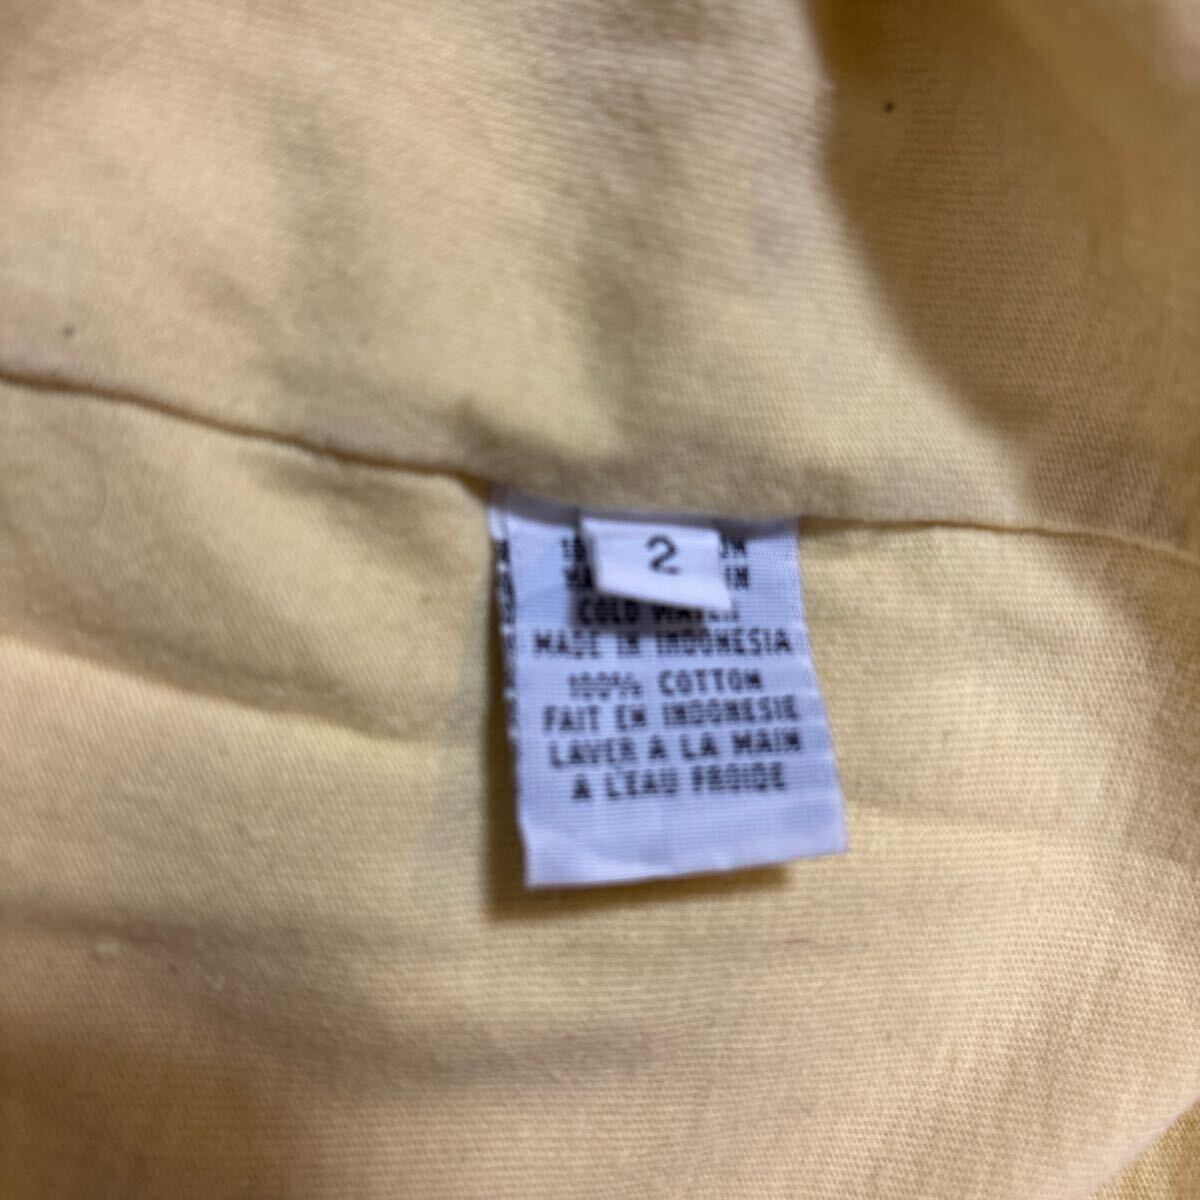 2
COLD WATER
MADE IN INDONESIA
100% COTTON
FAIT EN INDONESIE
LAVER A LA MAIN
A L'EAU FROIDE